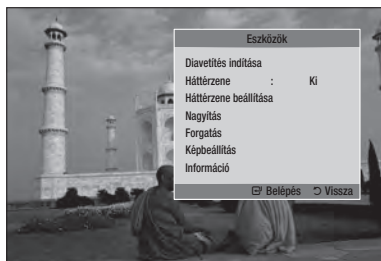 Eszközök
Diavetítés indítása
Háttérzene : Ki
Háttérzene beállítása
Nagyítás
Forgatás
Képbeállítás
Információ
Belépés Vissza